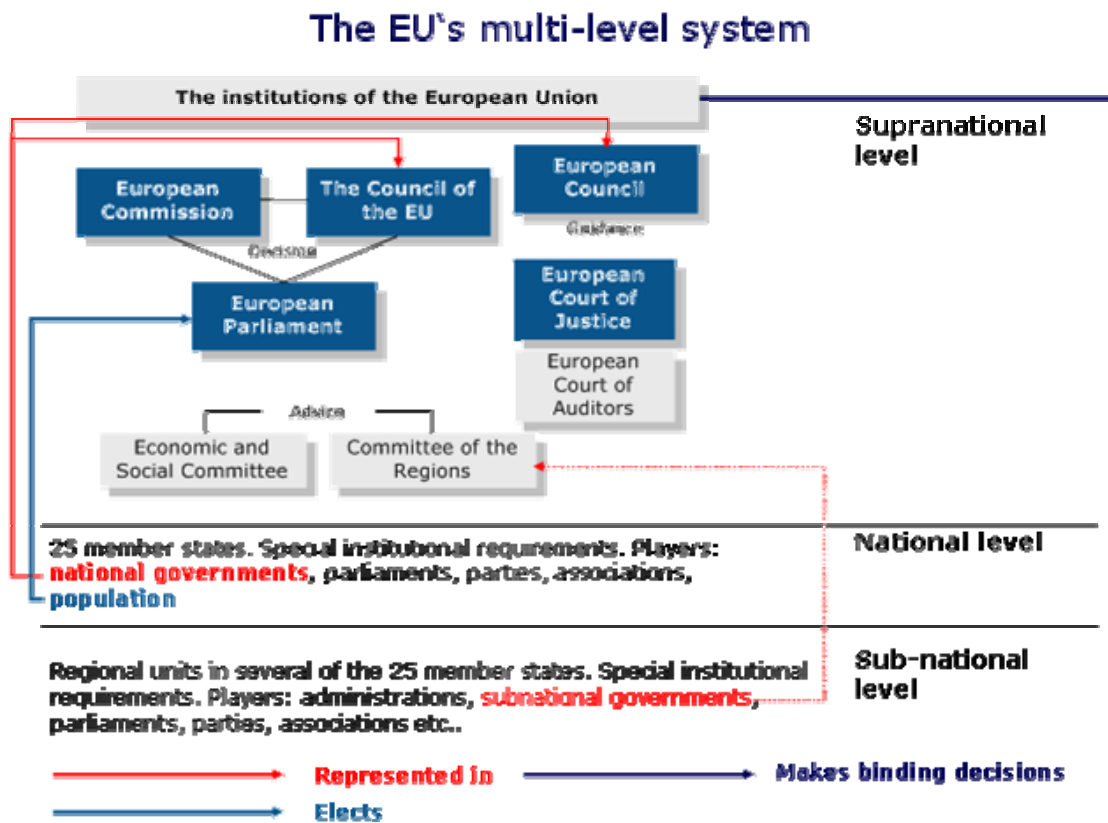 The EU‘s multi-level system
The institutions of the European Union
Supranational
level
European
Commission
The Council of
the EU
European
Council
Guidance
Decision
European
Parliament
European
Court of
Justice
European
Court of
Auditors
Advice
Economic and
Social Committee
Committee of the
Regions
25 member states. Special institutional requirements. Players:
national governments, parliaments, parties, associations,
population
National level
Regional units in several of the 25 member states. Special institutional
requirements. Players: administrations, subnational governments,
parliaments, parties, associations etc..
Sub-national
level
Represented in
Makes binding decisions
Elects